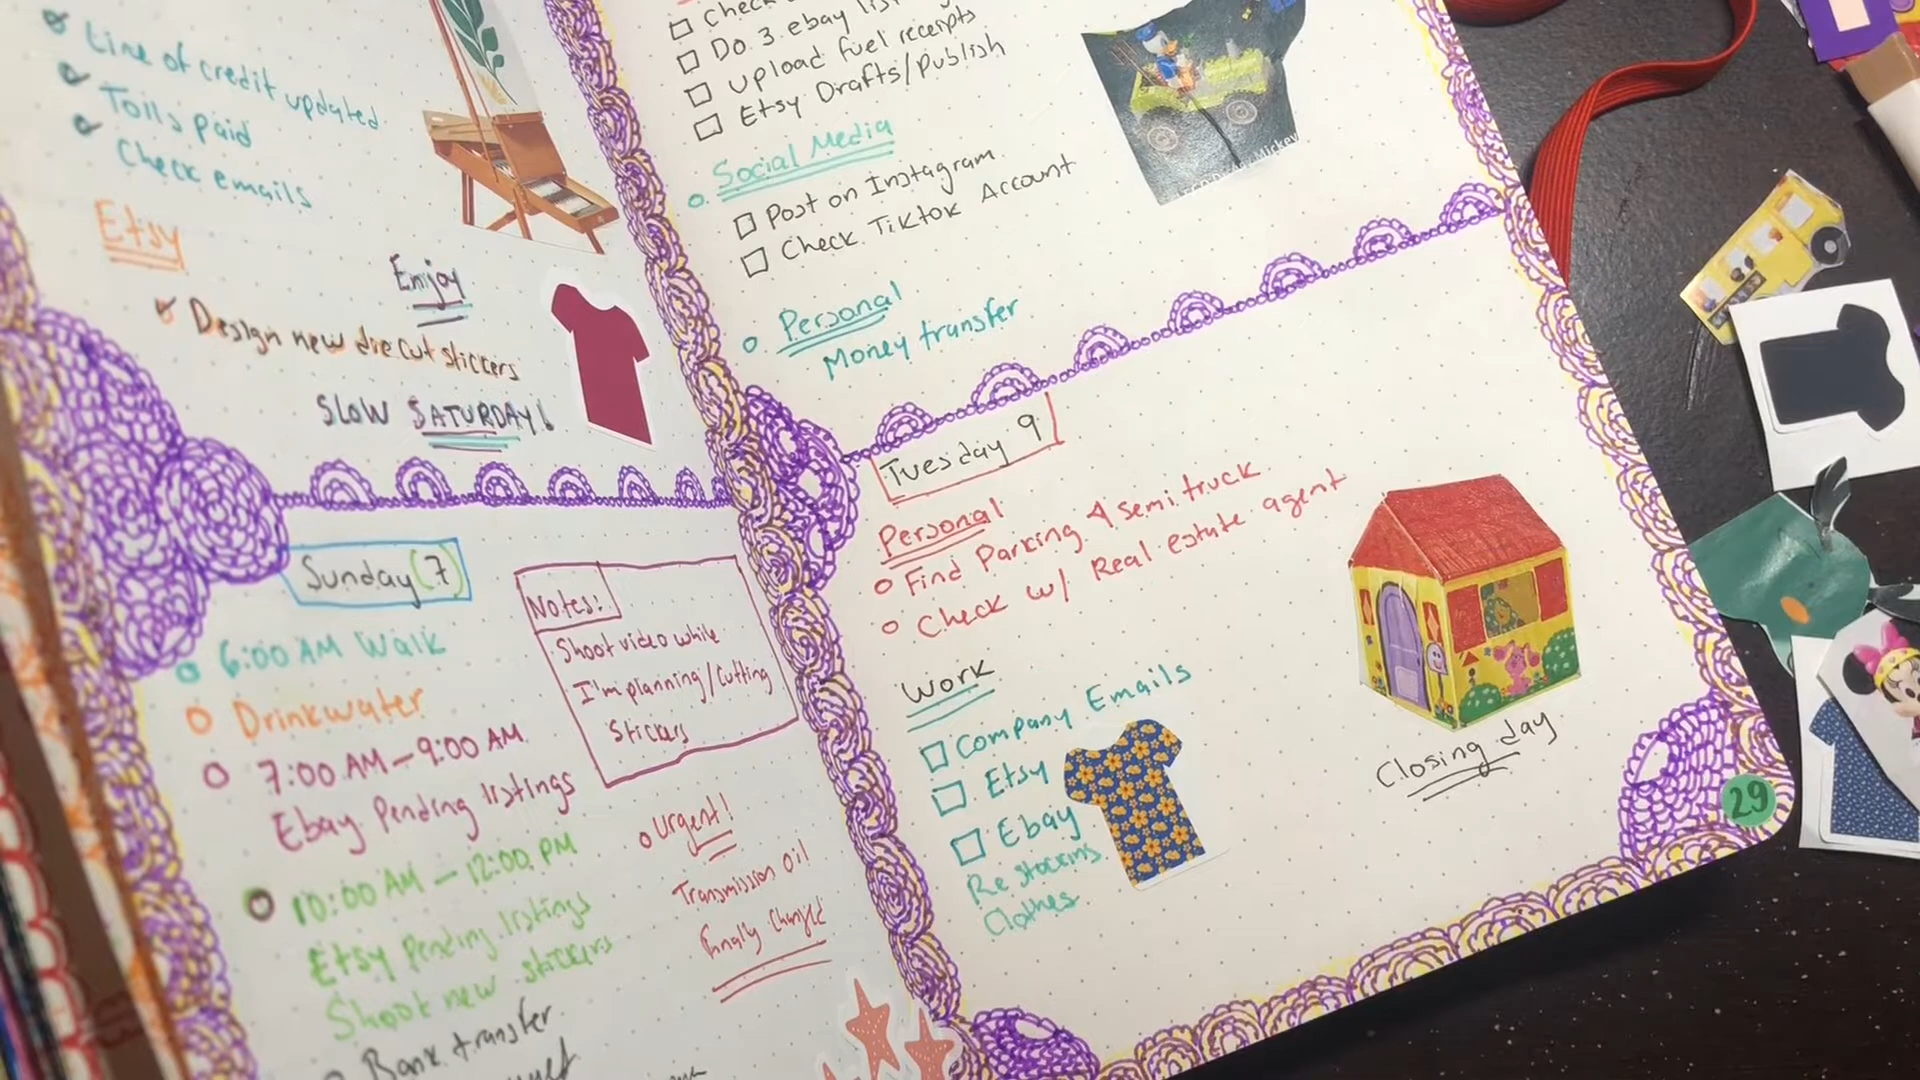 Line of credit updated
Tolls paid
Check emails
Etsy
Design new die cut stickers
Enjoy
SLOW SATURDAY!
Sunday (7)
6:00 AM Walk
Drink water
7:00 AM - 9:00 AM
Ebay Pending listings
10:00 AM - 12:00 PM
Etsy pending listings
Shoot new stickers
Bank transfer
Notes:
Shoot video while
I'm planning/cutting
Stickers
Urgent!
Transmission oil
finally changed
Check
Do 3 ebay
Upload fuel receipts
Etsy Drafts/Publish
Social Media
Post on Instagram
Check TikTok Account
Personal
Money transfer
Mickey
Tuesday 9
Personal
Find Parking 4 semi truck
Check w/ Real estate agent
Work
Company Emails
Etsy
Ebay
Re stocking
Clothes
Closing day
29